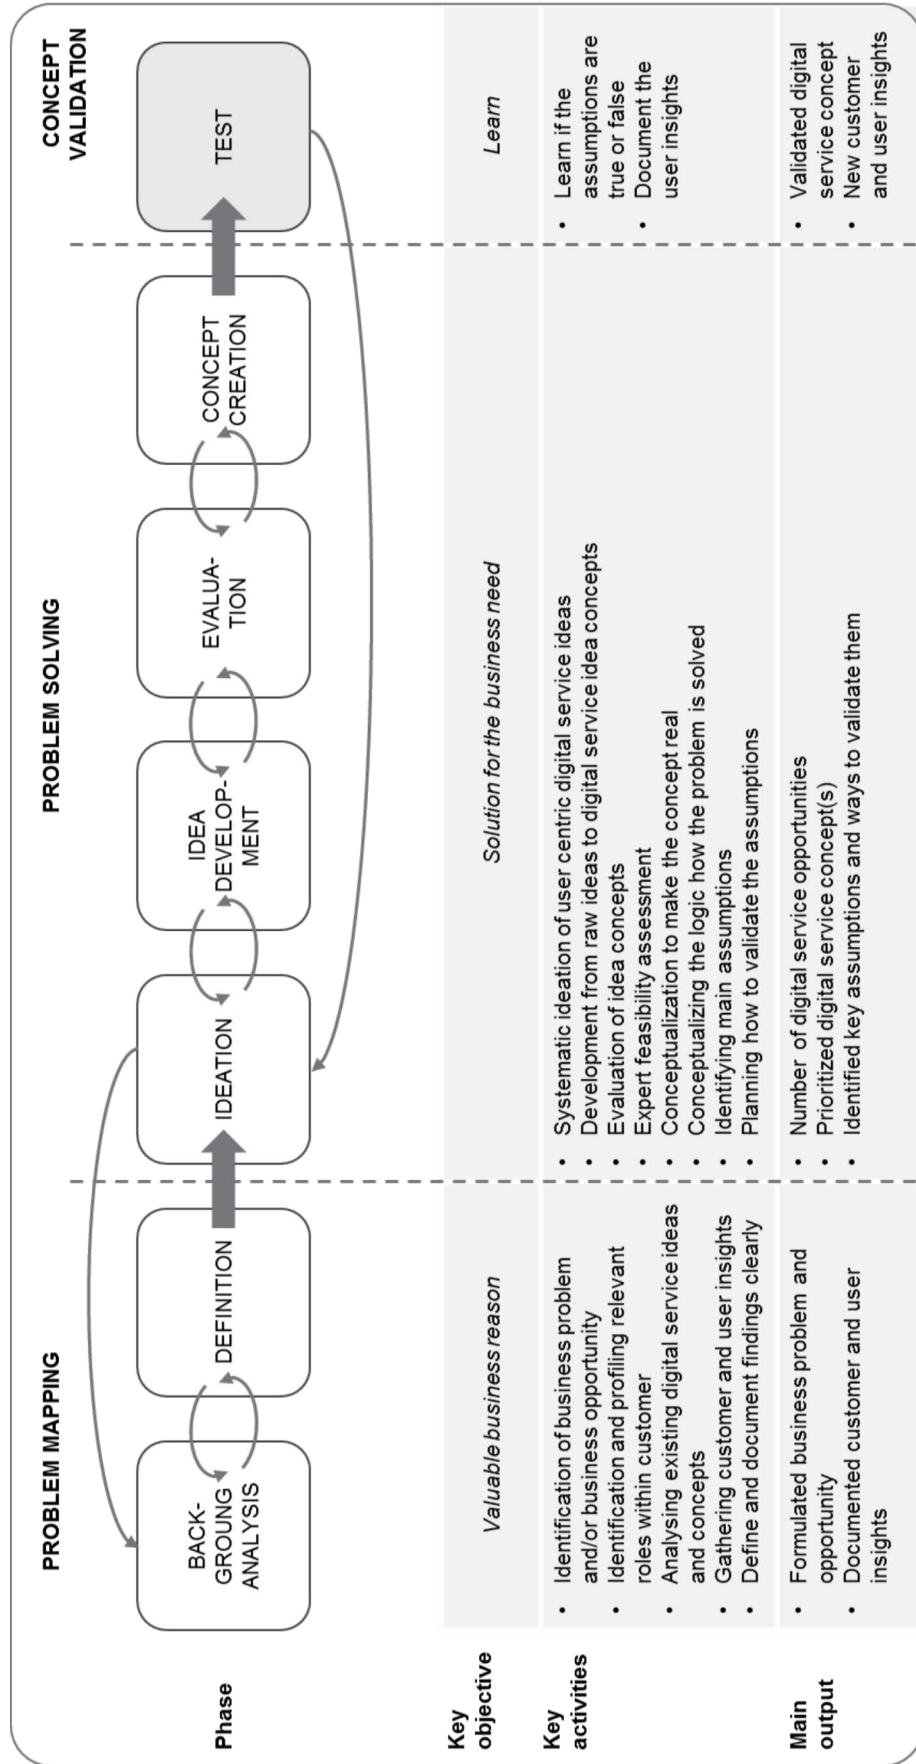 PROBLEM MAPPING
PROBLEM SOLVING
CONCEPT
VALIDATION
Phase
BACK-
GROUNG
ANALYSIS
DEFINITION
IDEATION
IDEA
DEVELOP-
MENT
EVALUA-
TION
CONCEPT
CREATION
TEST
Key
objective
Valuable business reason
Solution for the business need
Learn
Key
activities
• Identification of business problem
and/or business opportunity
• Identification and profiling relevant
roles within customer
• Analysing existing digital service ideas
and concepts
• Gathering customer and user insights
• Define and document findings clearly
• Systematic ideation of user centric digital service ideas
• Development from raw ideas to digital service idea concepts
• Evaluation of idea concepts
• Expert feasibility assessment
• Conceptualization to make the concept real
• Conceptualizing the logic how the problem is solved
• Identifying main assumptions
• Planning how to validate the assumptions
• Learn if the
assumptions are
true or false
• Document the
user insights
Main
output
• Formulated business problem and
opportunity
• Documented customer and user
insights
• Number of digital service opportunities
• Prioritized digital service concept(s)
• Identified key assumptions and ways to validate them
• Validated digital
service concept
• New customer
and user insights